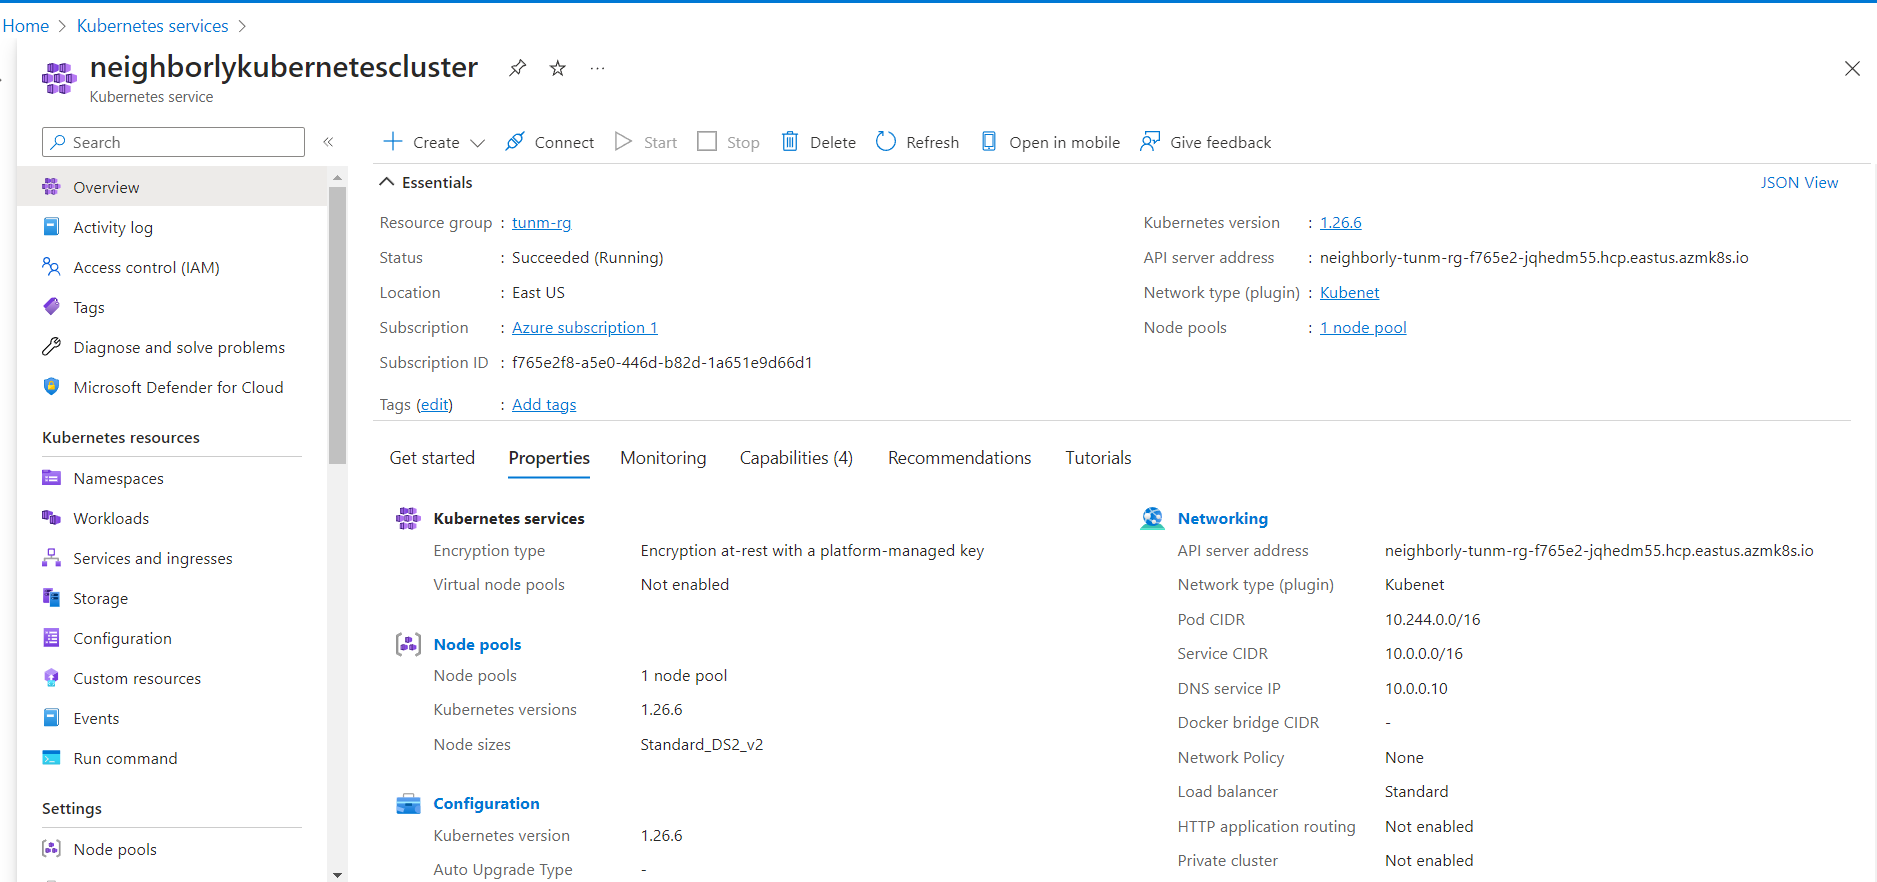 Home > Kubernetes services >
neighborlykubernetescluster
Kubernetes service
Search
«
Overview
Activity log
Access control (IAM)
Tags
Diagnose and solve problems
Microsoft Defender for Cloud
Kubernetes resources
Namespaces
Workloads
Services and ingresses
Storage
Configuration
Custom resources
Events
Run command
Settings
Node pools
Create Connect Start Stop Delete Refresh Open in mobile Give feedback
Essentials
JSON View
Resource group : tunm-rg
Status : Succeeded (Running)
Location : East US
Subscription : Azure subscription 1
Subscription ID : f765e2f8-a5e0-446d-b82d-1a651e9d66d1
Tags (edit) : Add tags
Kubernetes version : 1.26.6
API server address : neighborly-tunm-rg-f765e2-jqhedm55.hcp.eastus.azmk8s.io
Network type (plugin) : Kubenet
Node pools : 1 node pool
Get started Properties Monitoring Capabilities (4) Recommendations Tutorials
Kubernetes services
Encryption type Encryption at-rest with a platform-managed key
Virtual node pools Not enabled
Node pools
Node pools 1 node pool
Kubernetes versions 1.26.6
Node sizes Standard_DS2_v2
Configuration
Kubernetes version 1.26.6
Auto Upgrade Type -
Networking
API server address neighborly-tunm-rg-f765e2-jqhedm55.hcp.eastus.azmk8s.io
Network type (plugin) Kubenet
Pod CIDR 10.244.0.0/16
Service CIDR 10.0.0.0/16
DNS service IP 10.0.0.10
Docker bridge CIDR -
Network Policy None
Load balancer Standard
HTTP application routing Not enabled
Private cluster Not enabled